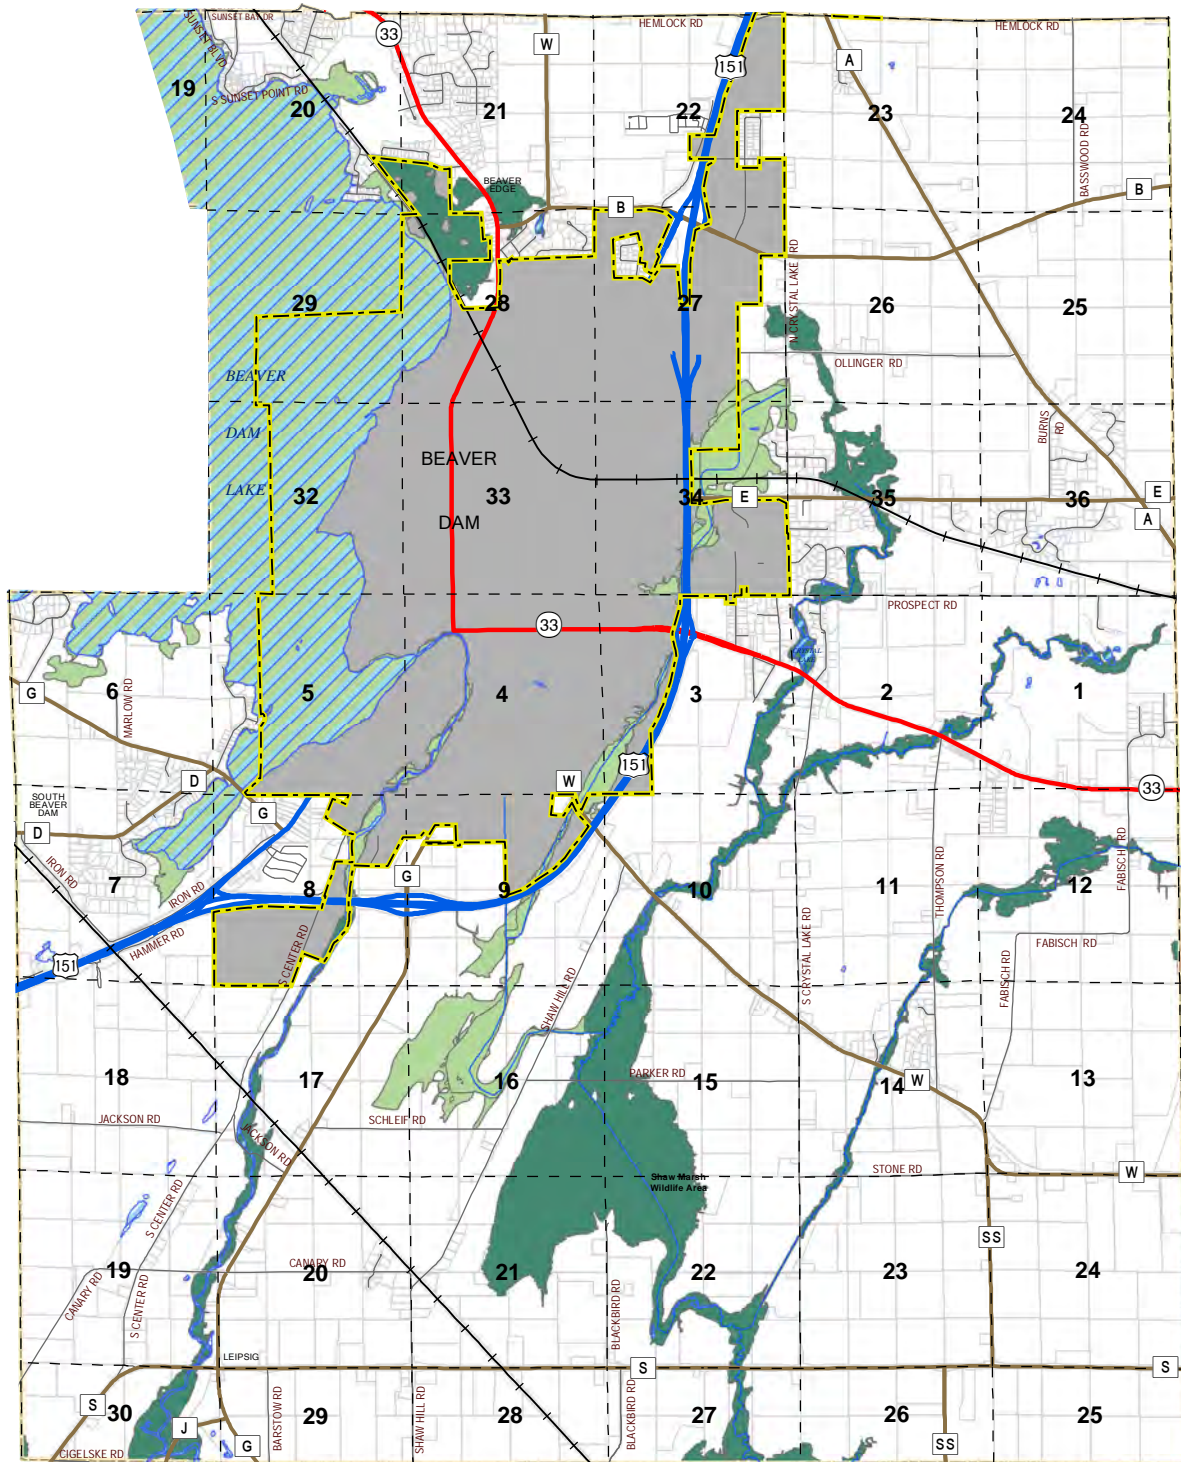 SUNSET BAY DR
SUNSET BLVD
33
HEMLOCK RD
HEMLOCK RD
W
151
A
19
S SUNSET POINT RD
20
21
22
23
24
BASSWOOD RD
BEAVER
EDGE
B
B
N CRYSTAL LAKE RD
29
28
27
26
25
OLLINGER RD
BEAVER
DAM
LAKE
BURNS
RD
BEAVER
DAM
32
33
34
E
35
36
E
A
PROSPECT RD
33
CRYSTAL
LAKE
G
6
MARLOW RD
5
4
3
2
1
151
D
W
33
SOUTH
BEAVER
DAM
G
D
IRON RD
7
IRON RD
8
G
9
10
11
THOMPSON RD
12
FABISCH RD
HAMMER RD
151
S CENTER RD
SHAW HILL RD
S CRYSTAL LAKE RD
FABISCH RD
FABISCH RD
18
17
16
PARKER RD
15
14
W
13
JACKSON RD
JACKSON RD
SCHLEIF RD
STONE RD
W
Shaw Marsh
Wildlife Area
S CENTER RD
SS
19
CANARY RD
S CENTER RD
CANARY RD
20
21
22
23
24
BLACKBIRD RD
LEIPSIG
S
S
S
30
J
G
BARSTOW RD
29
SHAW HILL RD
28
BLACKBIRD RD
27
26
SS
25
CIGELSKE RD